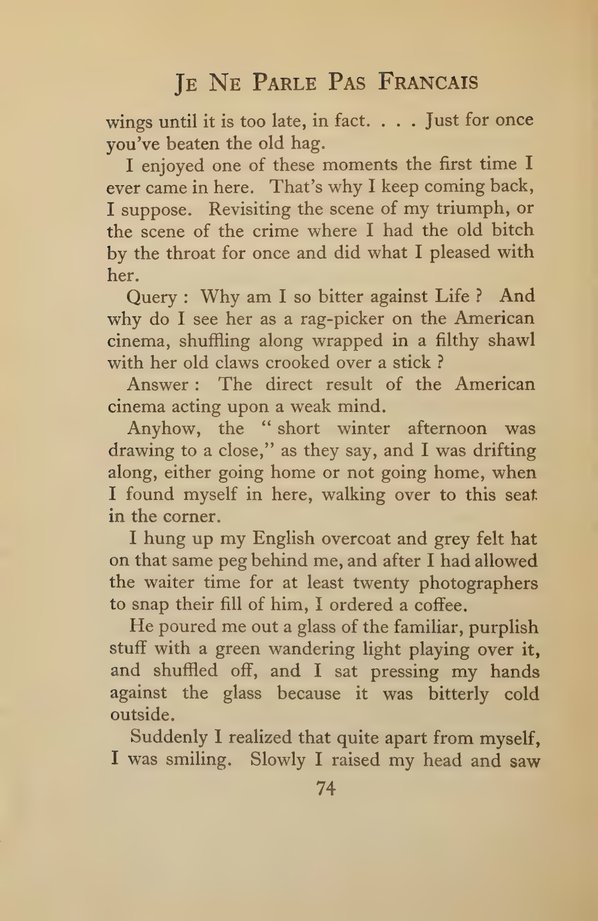 JE NE PARLE PAS FRANCAIS
wings until it is too late, in fact. . . . Just for once
you've beaten the old hag.
I enjoyed one of these moments the first time I
ever came in here. That's why I keep coming back,
I suppose. Revisiting the scene of my triumph, or
the scene of the crime where I had the old bitch
by the throat for once and did what I pleased with
her.
Query : Why am I so bitter against Life ? And
why do I see her as a rag-picker on the American
cinema, shuffling along wrapped in a filthy shawl
with her old claws crooked over a stick ?
Answer : The direct result of the American
cinema acting upon a weak mind.
Anyhow, the “ short winter afternoon was
drawing to a close,” as they say, and I was drifting
along, either going home or not going home, when
I found myself in here, walking over to this seat
in the corner.
I hung up my English overcoat and grey felt hat
on that same peg behind me, and after I had allowed
the waiter time for at least twenty photographers
to snap their fill of him, I ordered a coffee.
He poured me out a glass of the familiar, purplish
stuff with a green wandering light playing over it,
and shuffled off, and I sat pressing my hands
against the glass because it was bitterly cold
outside.
Suddenly I realized that quite apart from myself,
I was smiling. Slowly I raised my head and saw
74